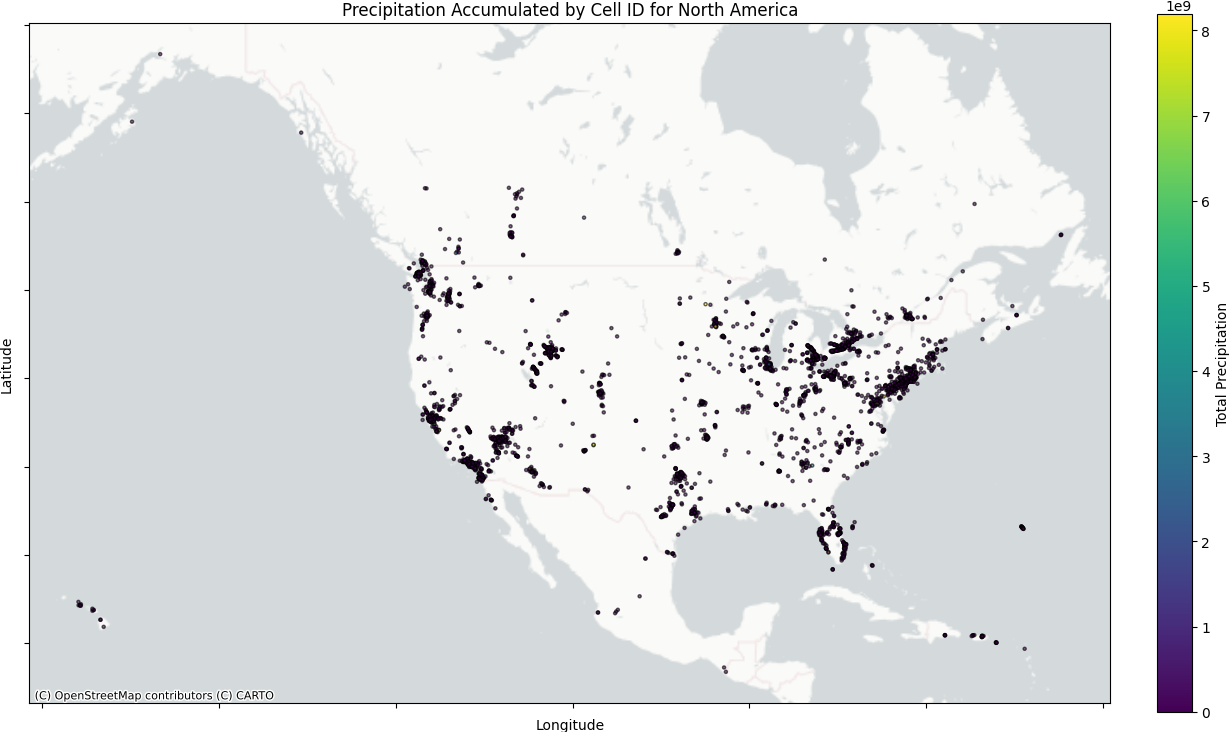 Precipitation Accumulated by Cell ID for North America
1e9
8
7
6
5
4
3
2
1
0
Total Precipitation
Latitude
(C) OpenStreetMap contributors (C) CARTO
Longitude